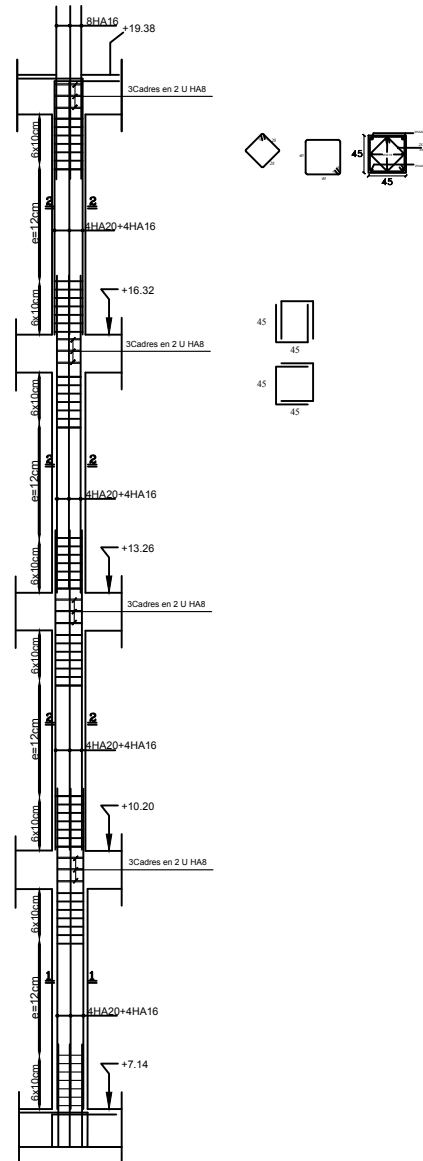 8HA16
+19.38
3Cadres en 2 U HA8
6x10cm
45
45
2
2
e=12cm
4HA20+4HA16
+16.32
6x10cm
45
45
3Cadres en 2 U HA8
6x10cm
45
45
2
2
e=12cm
4HA20+4HA16
+13.26
6x10cm
3Cadres en 2 U HA8
6x10cm
2
2
e=12cm
4HA20+4HA16
+10.20
6x10cm
3Cadres en 2 U HA8
6x10cm
1
1
e=12cm
4HA20+4HA16
+7.14
6x10cm